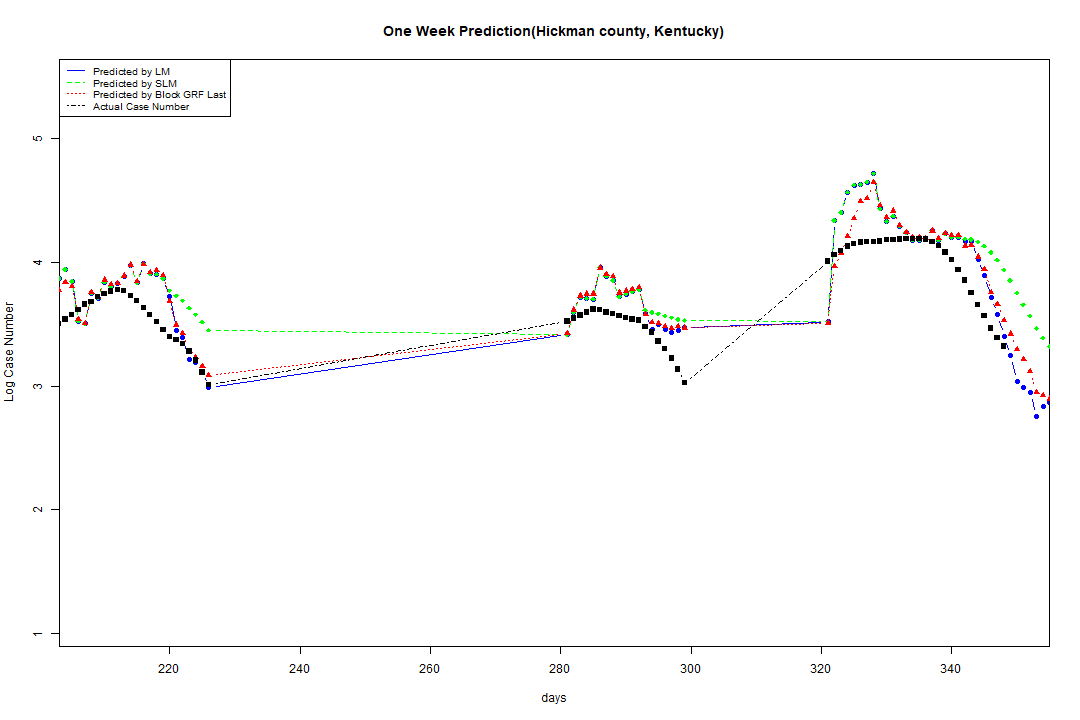 One Week Prediction(Hickman county, Kentucky)
Predicted by LM
Predicted by SLM
Predicted by Block GRF Last
Actual Case Number
5
4
3
2
1
Log Case Number
220 240 260 280 300 320 340
days